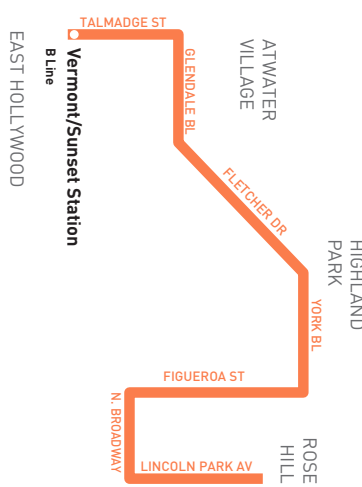 TALMADGE ST
EAST HOLLYWOOD
Vermont/Sunset Station
B Line
GLENDALE BL
ATWATER
VILLAGE
FLETCHER DR
HIGHLAND
PARK
YORK BL
FIGUEROA ST
N. BROADWAY
LINCOLN PARK AV
ROSE
HILL